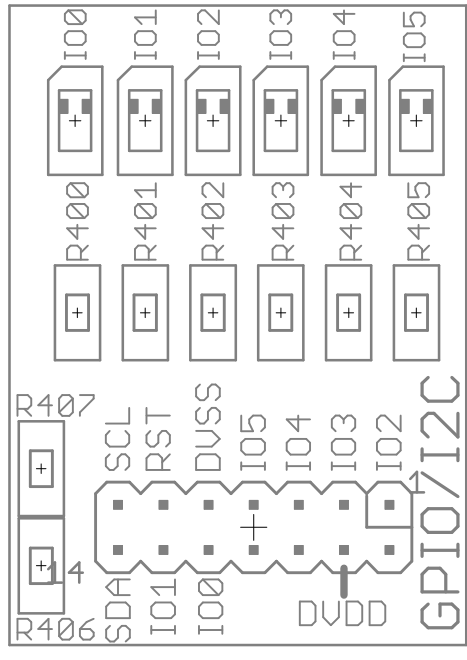 IO0 IO1 IO2 IO3 IO4 IO5
R400 R401 R402 R403 R404 R405
R407
SCL RST DVSS IO5 IO4 IO3 IO2
1
14
R406
SDA IO1 IO0
DVDD
GPIO/I2C